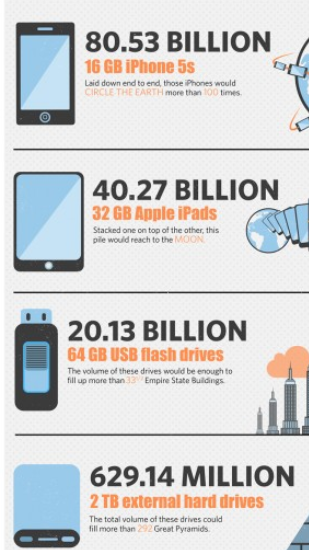 80.53 BILLION
16 GB iPhone 5s
Laid down end to end, those iPhones would
CIRCLE THE EARTH more than 100 times.
40.27 BILLION
32 GB Apple iPads
Stacked one on top of the other, this
pile would reach to the MOON.
20.13 BILLION
64 GB USB flash drives
The volume of these drives would be enough to
fill up more than 33 Empire State Buildings.
629.14 MILLION
2 TB external hard drives
The total volume of these drives could
fill more than 292 Great Pyramids.